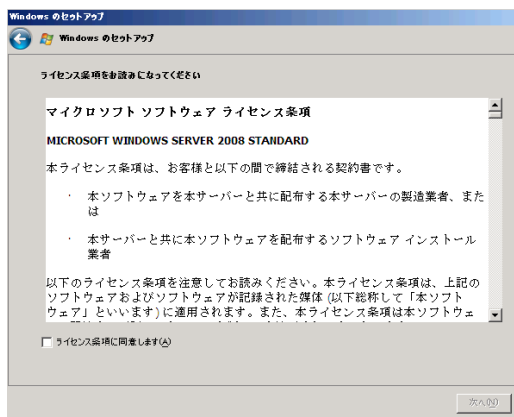 Windows のセットアップ
Windows のセットアップ
ライセンス条項をお読みになってください
マイクロソフト ソフトウェア ライセンス条項
MICROSOFT WINDOWS SERVER 2008 STANDARD
本ライセンス条項は、お客様と以下の間で締結される契約書です。
· 本ソフトウェアを本サーバーと共に配布する本サーバーの製造業者、また
は
· 本サーバーと共に本ソフトウェアを配布するソフトウェア インストール
業者
以下のライセンス条項を注意してお読みください。本ライセンス条項は、上記の
ソフトウェアおよびソフトウェアが記録された媒体 (以下総称して「本ソフト
ウェア」といいます) に適用されます。また、本ライセンス条項は本ソフトウェ
ライセンス条項に同意します(A)
次へ(N)